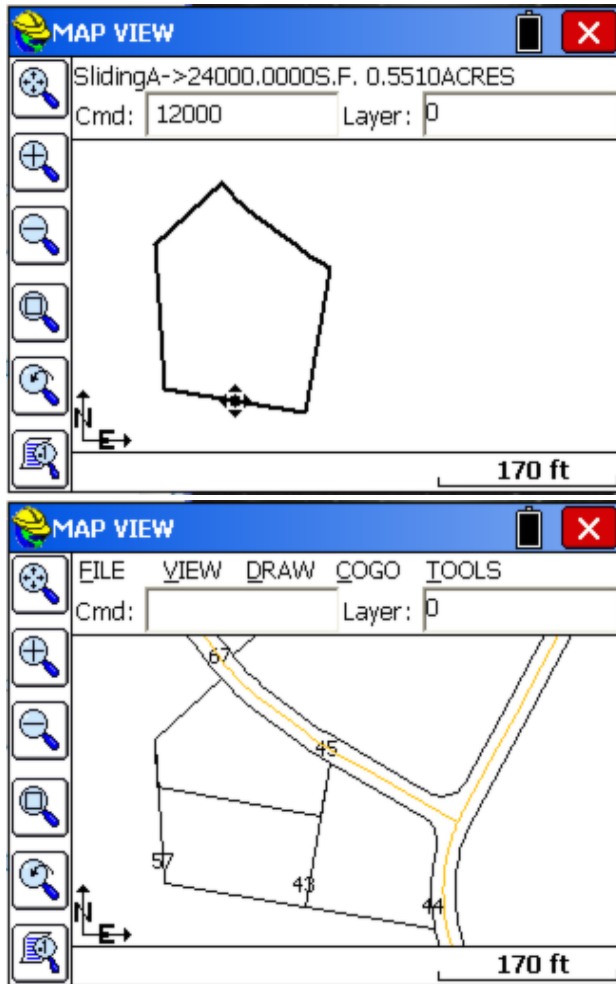 MAP VIEW
SlidingA->24000.0000S.F. 0.5510ACRES
Cmd: 12000 Layer: 0
N
E
170 ft
MAP VIEW
FILE VIEW DRAW COGO TOOLS
Cmd: Layer: 0
67
45
57
43
44
N
E
170 ft